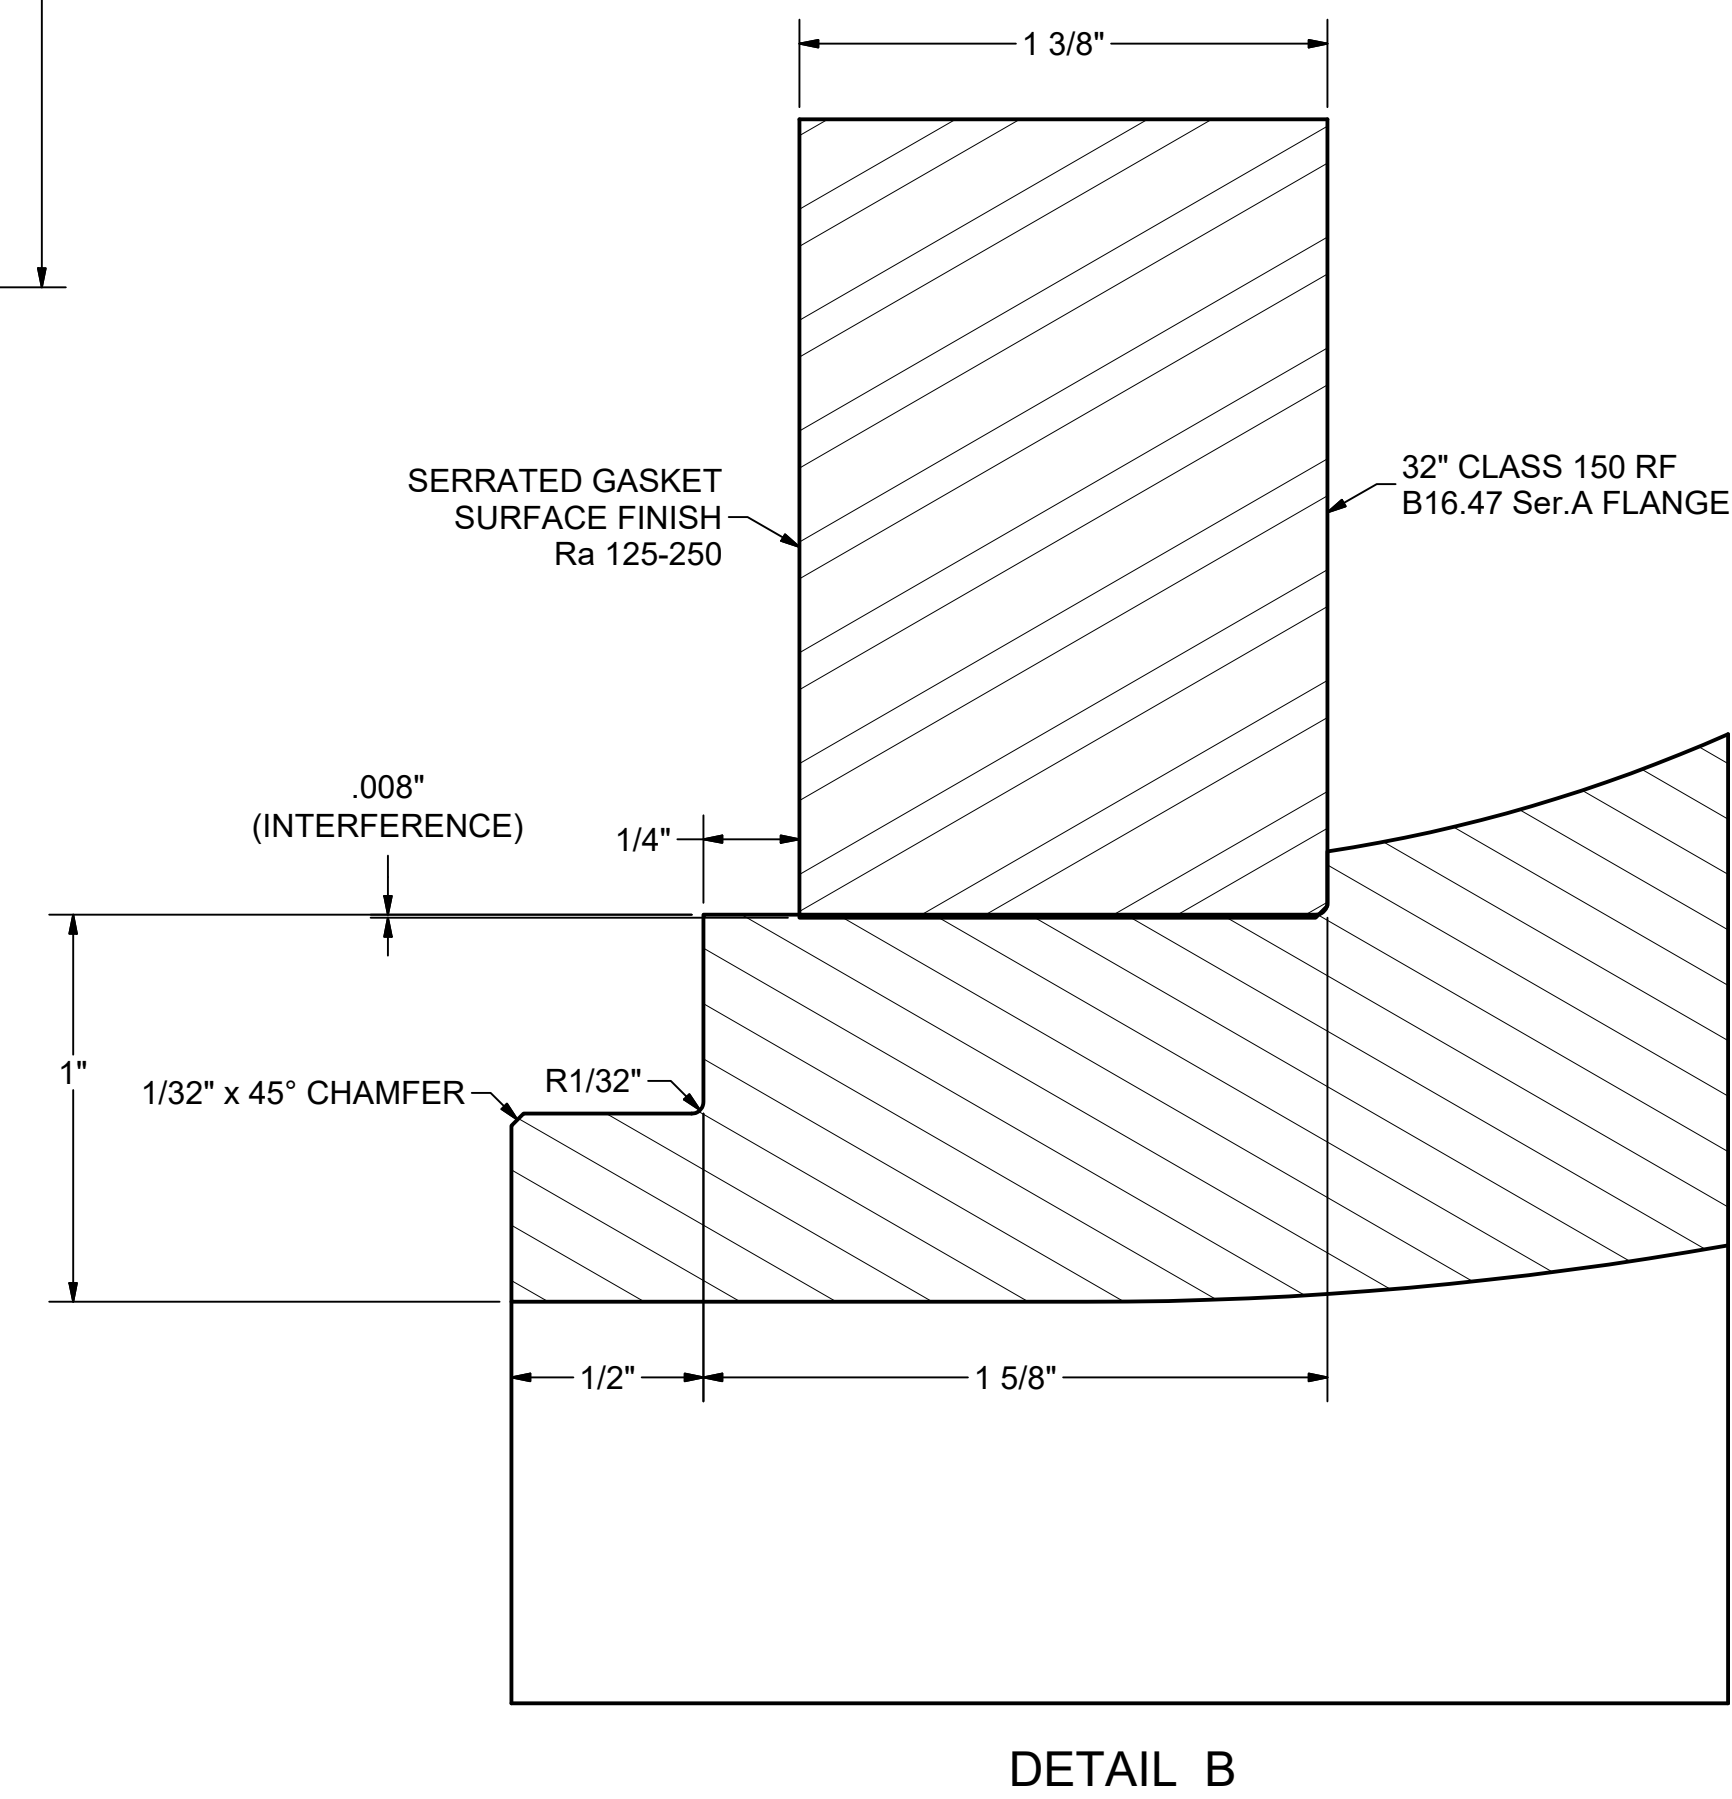 1 3/8"
SERRATED GASKET
SURFACE FINISH
Ra 125-250
32" CLASS 150 RF
B16.47 Ser.A FLANGE
.008"
(INTERFERENCE)
1/4"
1"
1/32" x 45° CHAMFER
R1/32"
1/2"
1 5/8"
DETAIL B